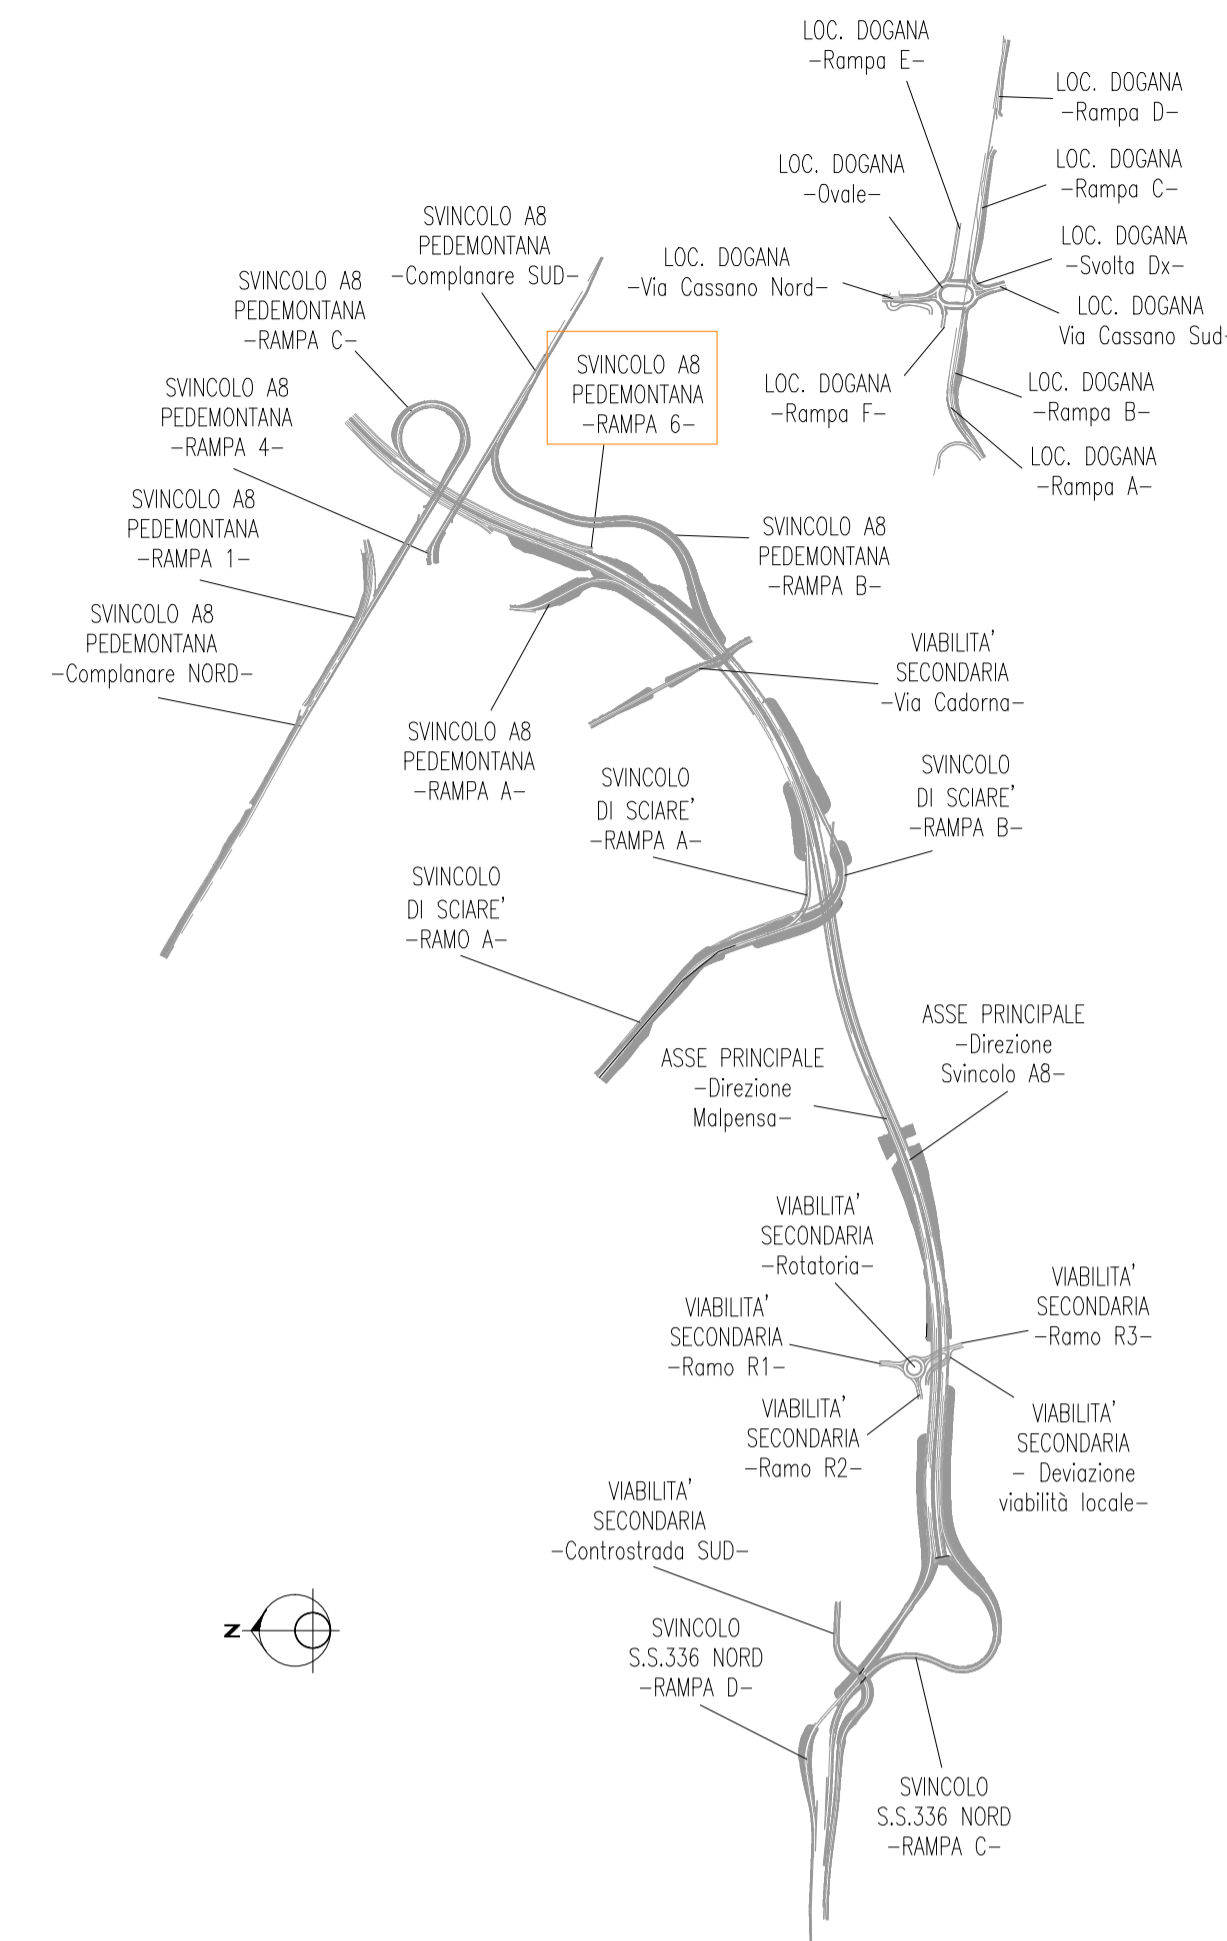 LOC. DOGANA
-Rampa E-
LOC. DOGANA
-Rampa D-
LOC. DOGANA
-Ovale-
LOC. DOGANA
-Rampa C-
SVINCOLO A8
PEDEMONTANA
-Complanare SUD-
LOC. DOGANA
-Via Cassano Nord-
LOC. DOGANA
-Svolta Dx-
SVINCOLO A8
PEDEMONTANA
-RAMPA C-
LOC. DOGANA
Via Cassano Sud-
SVINCOLO A8
PEDEMONTANA
-RAMPA 6-
LOC. DOGANA
-Rampa F-
LOC. DOGANA
-Rampa B-
SVINCOLO A8
PEDEMONTANA
-RAMPA 4-
LOC. DOGANA
-Rampa A-
SVINCOLO A8
PEDEMONTANA
-RAMPA 1-
SVINCOLO A8
PEDEMONTANA
-RAMPA B-
SVINCOLO A8
PEDEMONTANA
-Complanare NORD-
VIABILITA'
SECONDARIA
-Via Cadorna-
SVINCOLO A8
PEDEMONTANA
-RAMPA A-
SVINCOLO
DI SCIARE'
-RAMPA A-
SVINCOLO
DI SCIARE'
-RAMPA B-
SVINCOLO
DI SCIARE'
-RAMO A-
ASSE PRINCIPALE
-Direzione
Svincolo A8-
ASSE PRINCIPALE
-Direzione
Malpensa-
VIABILITA'
SECONDARIA
-Rotatoria-
VIABILITA'
SECONDARIA
-Ramo R3-
VIABILITA'
SECONDARIA
-Ramo R1-
VIABILITA'
SECONDARIA
-Ramo R2-
VIABILITA'
SECONDARIA
- Deviazione
viabilità locale-
VIABILITA'
SECONDARIA
-Controstrada SUD-
N
SVINCOLO
S.S.336 NORD
-RAMPA D-
SVINCOLO
S.S.336 NORD
-RAMPA C-